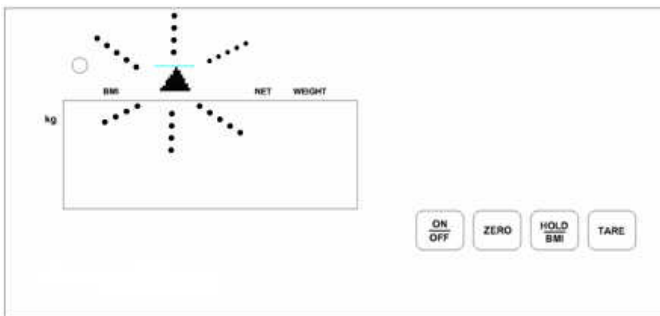 BMI NET WEIGHT
kg
ON
OFF
ZERO
HOLD
BMI
TARE